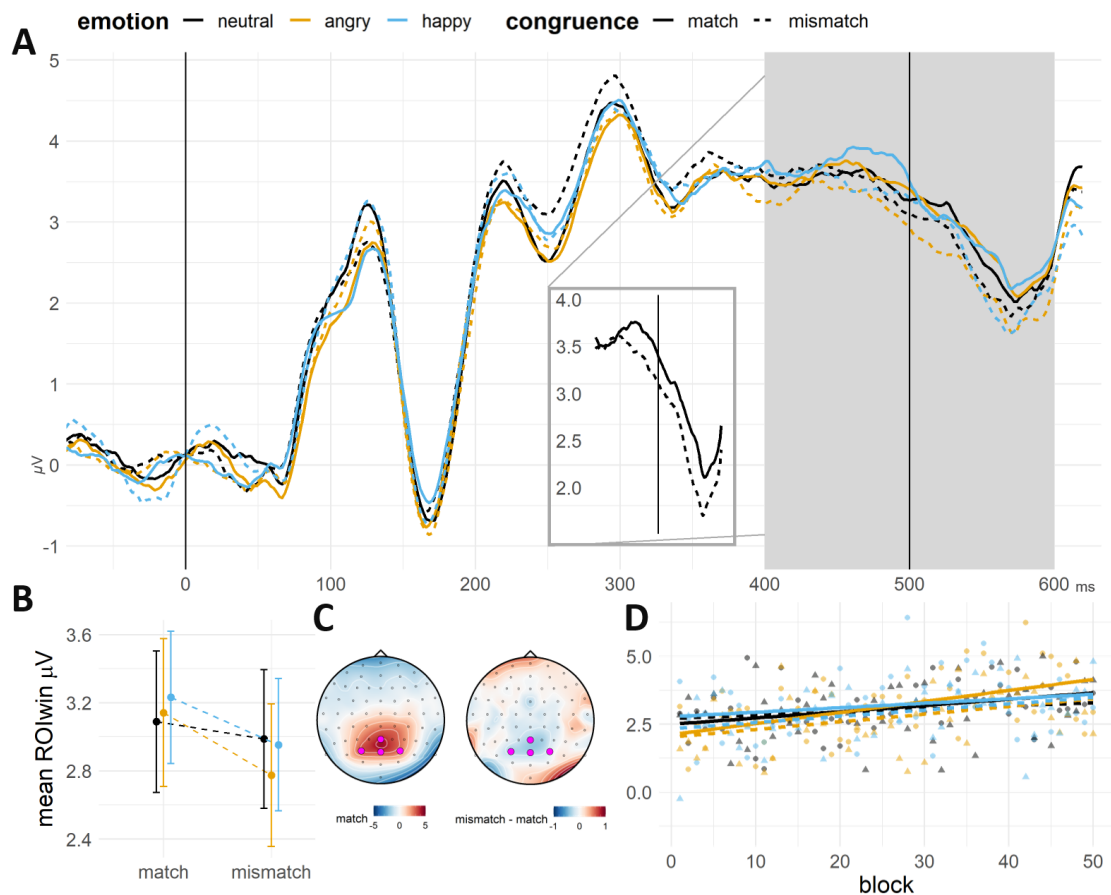 emotion neutral angry happy congruence match mismatch
A
5
4
3
2
1
0
-1
μV
4.0
3.5
3.0
2.5
2.0
0 100 200 300 400 500 600 ms
B
mean ROIwin μV
3.6
3.2
2.8
2.4
match mismatch
C
match -5 0 5
mismatch - match -1 0 1
D
5.0
2.5
0.0
0 10 20 30 40 50
block